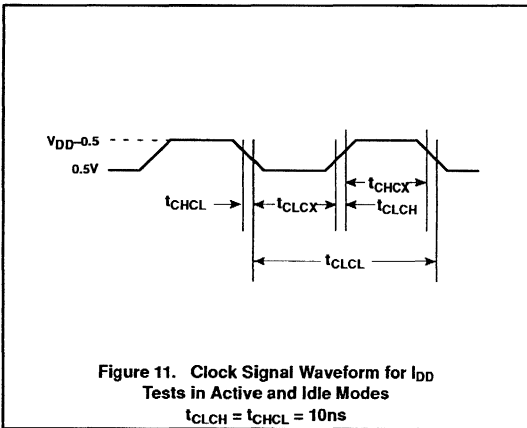 VDD–0.5
0.5V
tCHCX
tCHCL
tCLCX
tCLCH
tCLCL
Figure 11. Clock Signal Waveform for IDD
Tests in Active and Idle Modes
tCLCH = tCHCL = 10ns